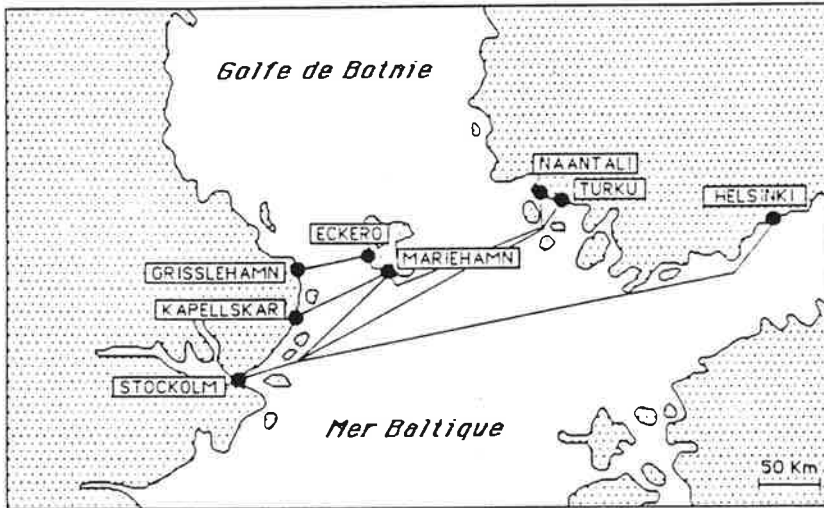 Golfe de Botnie
NAANTALI
TURKU
HELSINKI
ECKERO
MARIEHAMN
GRISSLEHAMN
KAPELLSKAR
STOCKOLM
Mer Baltique
50 Km